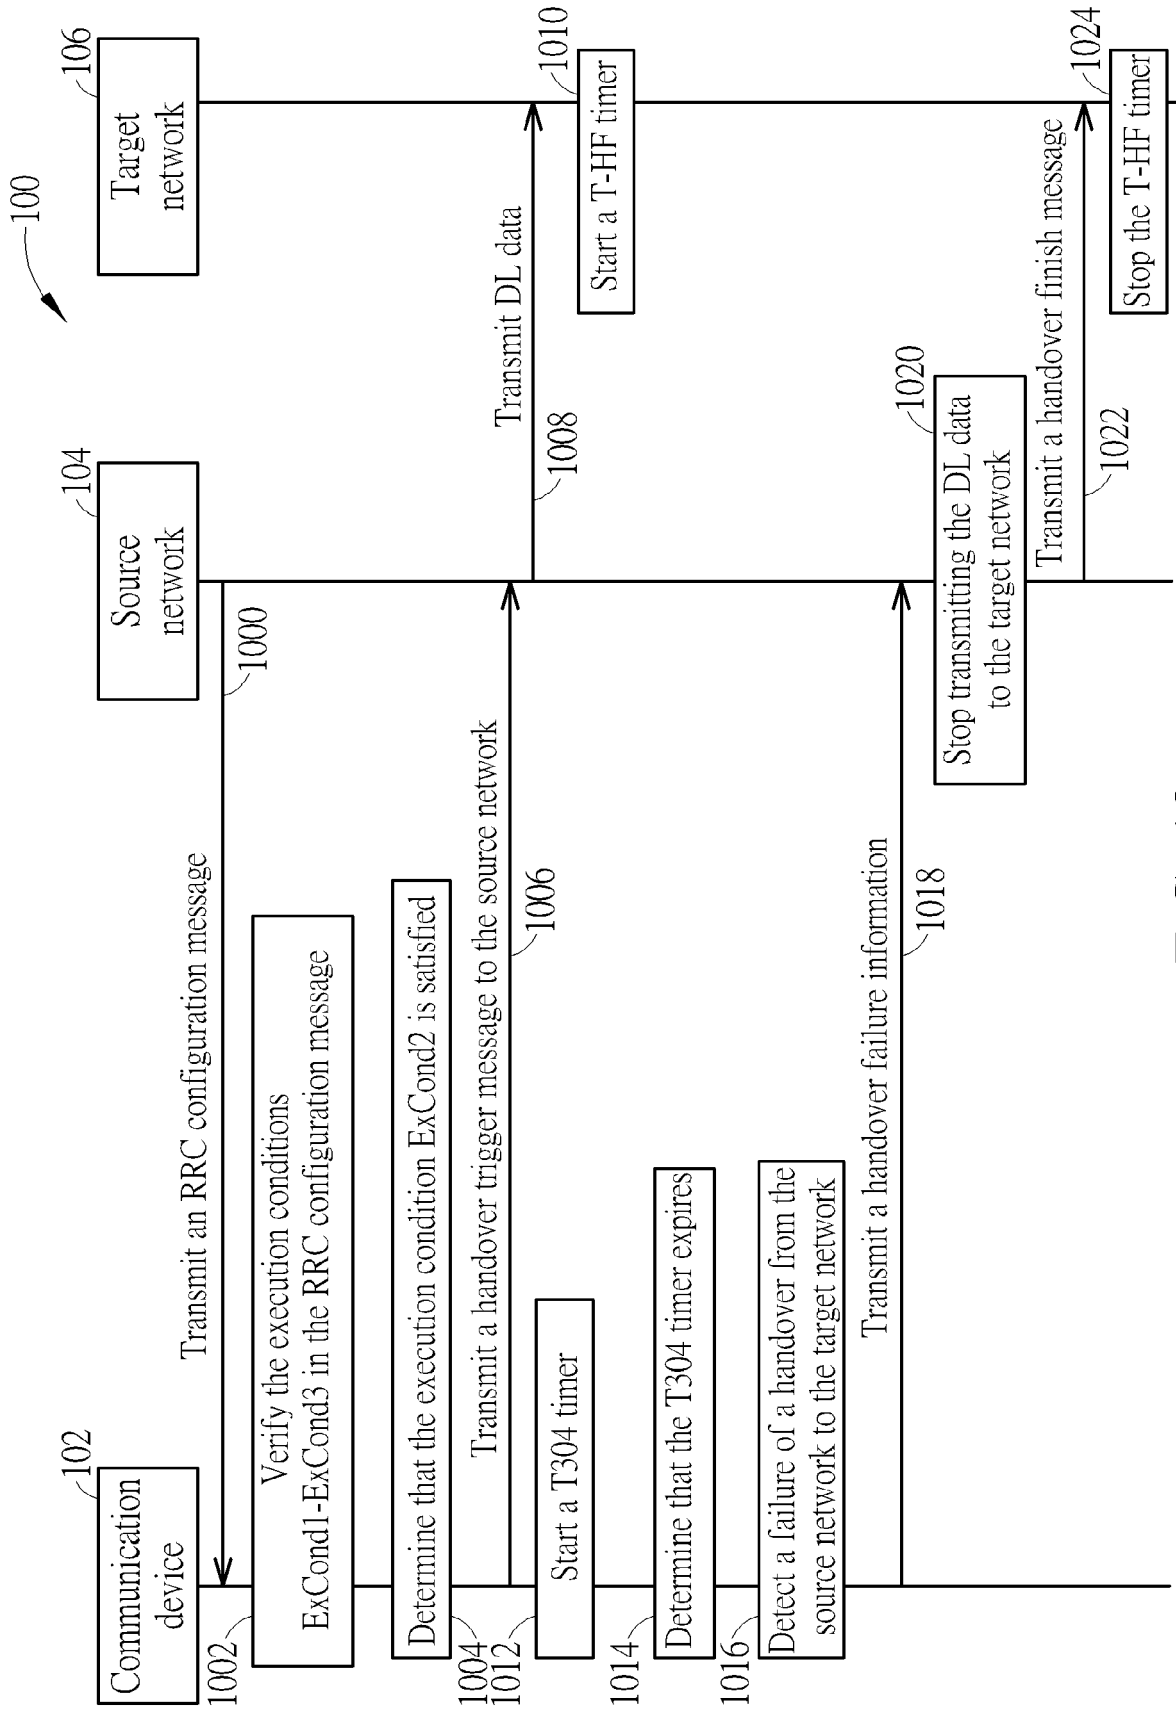 100
102
Communication
device
104
Source
network
106
Target
network
Transmit an RRC configuration message
1000
1002
Verify the execution conditions
ExCond1-ExCond3 in the RRC configuration message
Determine that the execution condition ExCond2 is satisfied
1004
Transmit a handover trigger message to the source network
1006
Transmit DL data
1008
1010
Start a T-HF timer
1012
Start a T304 timer
1014
Determine that the T304 timer expires
1016
Detect a failure of a handover from the
source network to the target network
Transmit a handover failure information
1018
1020
Stop transmitting the DL data
to the target network
Transmit a handover finish message
1022
1024
Stop the T-HF timer